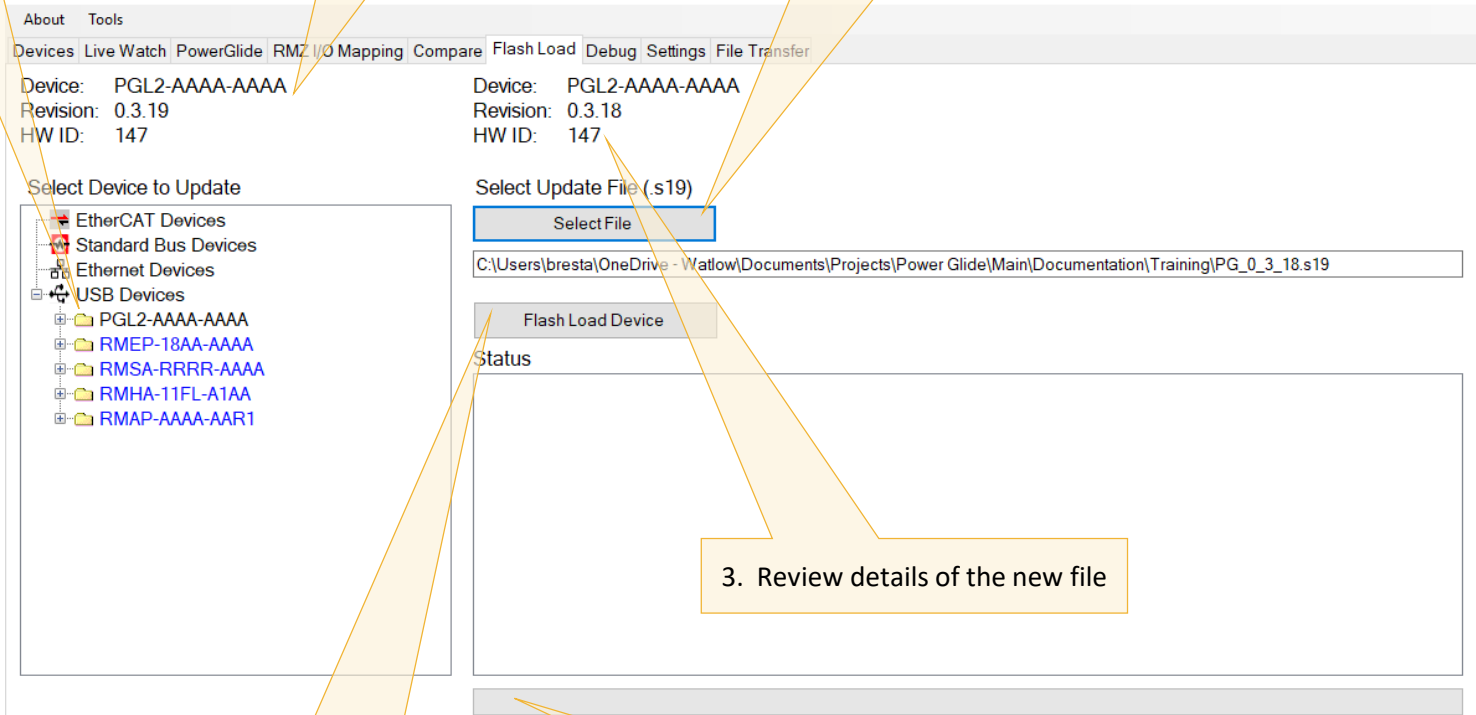 About Tools
Devices Live Watch PowerGlide RMZ I/O Mapping Compare Flash Load Debug Settings File Transfer
Device: PGL2-AAAA-AAAA
Revision: 0.3.19
HW ID: 147
Device: PGL2-AAAA-AAAA
Revision: 0.3.18
HW ID: 147
Select Device to Update
EtherCAT Devices
Standard Bus Devices
Ethernet Devices
USB Devices
PGL2-AAAA-AAAA
RMEP-18AA-AAAA
RMSA-RRRR-AAAA
RMHA-11FL-A1AA
RMAP-AAAA-AAR1
Select Update File (.s19)
Select File
C:\Users\bresta\OneDrive - Watlow\Documents\Projects\Power Glide\Main\Documentation\Training\PG_0_3_18.s19
Flash Load Device
Status
3. Review details of the new file